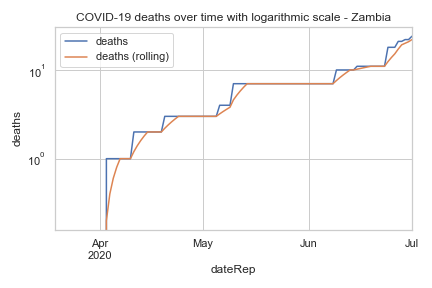 COVID-19 deaths over time with logarithmic scale - Zambia
deaths
deaths (rolling)
10¹
10⁰
deaths
Apr
2020
May
Jun
Jul
dateRep